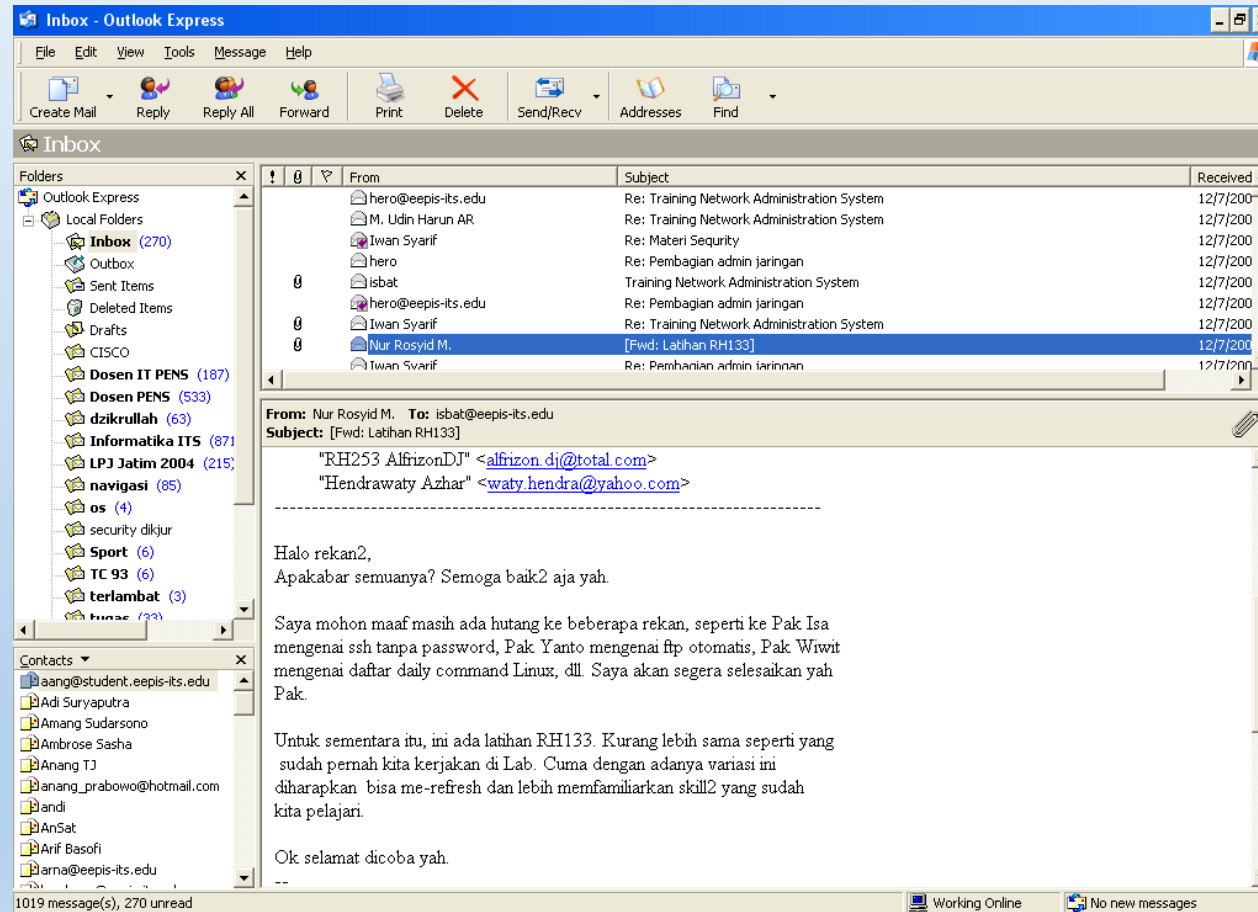 Inbox - Outlook Express
File Edit View Tools Message Help
Create Mail Reply Reply All Forward Print Delete Send/Recv Addresses Find
Inbox
Folders
Outlook Express
Local Folders
Inbox (270)
Outbox
Sent Items
Deleted Items
Drafts
CISCO
Dosen IT PENS (187)
Dosen PENS (533)
dzikrullah (63)
Informatika ITS (871
LPJ Jatim 2004 (215)
navigasi (85)
os (4)
security dikjur
Sport (6)
TC 93 (6)
terlambat (3)
tugas (33)
Contacts
aang@student.eepis-its.edu
Adi Suryaputra
Amang Sudarsono
Ambrose Sasha
Anang TJ
anang_prabowo@hotmail.com
andi
AnSat
Arif Basofi
arna@eepis-its.edu
! From Subject Received
hero@eepis-its.edu Re: Training Network Administration System 12/7/200
M. Udin Harun AR Re: Training Network Administration System 12/7/200
Iwan Syarif Re: Materi Sequrity 12/7/200
hero Re: Pembagian admin jaringan 12/7/200
isbat Training Network Administration System 12/7/200
hero@eepis-its.edu Re: Pembagian admin jaringan 12/7/200
Iwan Syarif Re: Training Network Administration System 12/7/200
Nur Rosyid M. [Fwd: Latihan RH133] 12/7/200
Iwan Syarif Re: Pembagian admin jaringan 12/7/200
From: Nur Rosyid M. To: isbat@eepis-its.edu
Subject: [Fwd: Latihan RH133]
"RH253 AlfrizonDJ" <alfrizon.dj@total.com>
"Hendrawaty Azhar" <waty.hendra@yahoo.com>
--------------------------------------------------------------------------
Halo rekan2,
Apakabar semuanya? Semoga baik2 aja yah.
Saya mohon maaf masih ada hutang ke beberapa rekan, seperti ke Pak Isa
mengenai ssh tanpa password, Pak Yanto mengenai ftp otomatis, Pak Wiwit
mengenai daftar daily command Linux, dll. Saya akan segera selesaikan yah
Pak.
Untuk sementara itu, ini ada latihan RH133. Kurang lebih sama seperti yang
sudah pernah kita kerjakan di Lab. Cuma dengan adanya variasi ini
diharapkan bisa me-refresh dan lebih memfamiliarkan skill2 yang sudah
kita pelajari.
Ok selamat dicoba yah.
--
1019 message(s), 270 unread Working Online No new messages